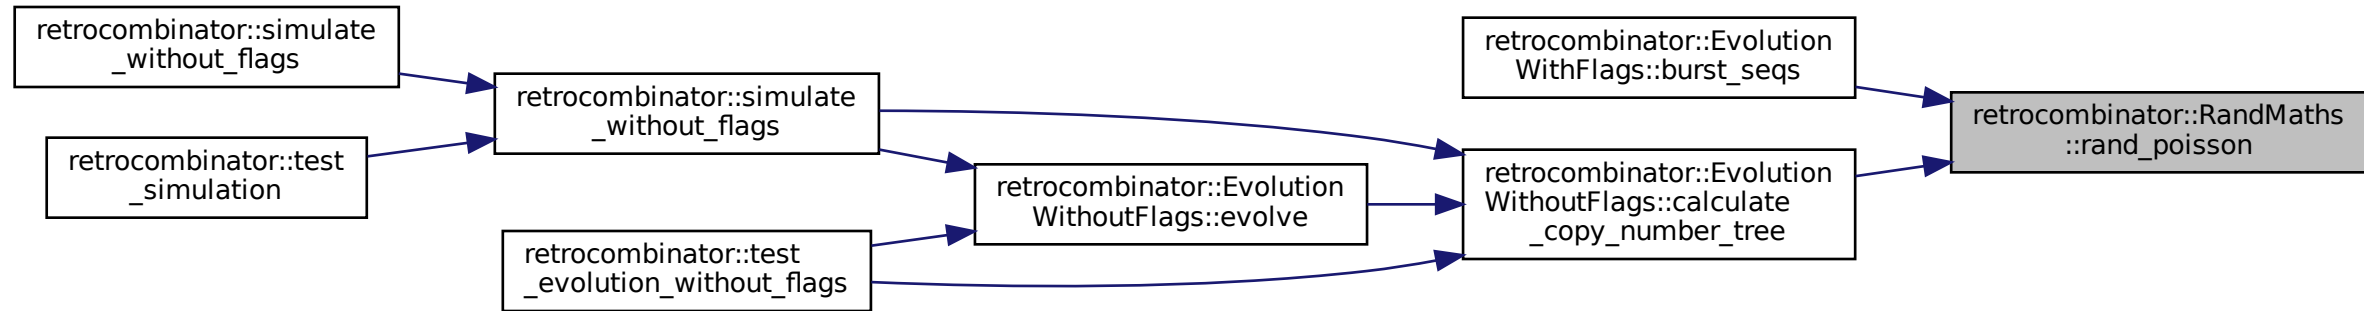 retrocombinator::simulate
_without_flags
retrocombinator::test
_simulation
retrocombinator::simulate
_without_flags
retrocombinator::test
_evolution_without_flags
retrocombinator::Evolution
WithoutFlags::evolve
retrocombinator::Evolution
WithFlags::burst_seqs
retrocombinator::Evolution
WithoutFlags::calculate
_copy_number_tree
retrocombinator::RandMaths
::rand_poisson